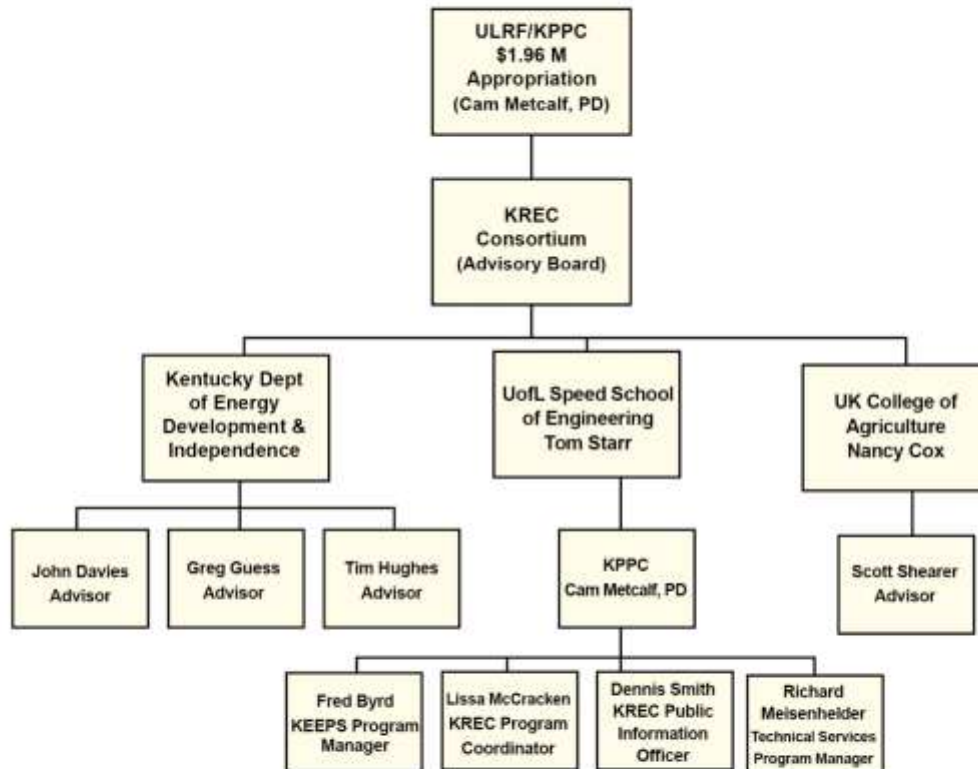 ULRF/KPPC
$1.96 M
Appropriation
(Cam Metcalf, PD)
KREC
Consortium
(Advisory Board)
Kentucky Dept
of Energy
Development &
Independence
UofL Speed School
of Engineering
Tom Starr
UK College of
Agriculture
Nancy Cox
John Davies
Advisor
Greg Guess
Advisor
Tim Hughes
Advisor
KPPC
Cam Metcalf, PD
Scott Shearer
Advisor
Fred Byrd
KEEPS Program
Manager
Lissa McCracken
KREC Program
Coordinator
Dennis Smith
KREC Public
Information
Officer
Richard
Meisenhelder
Technical Services
Program Manager